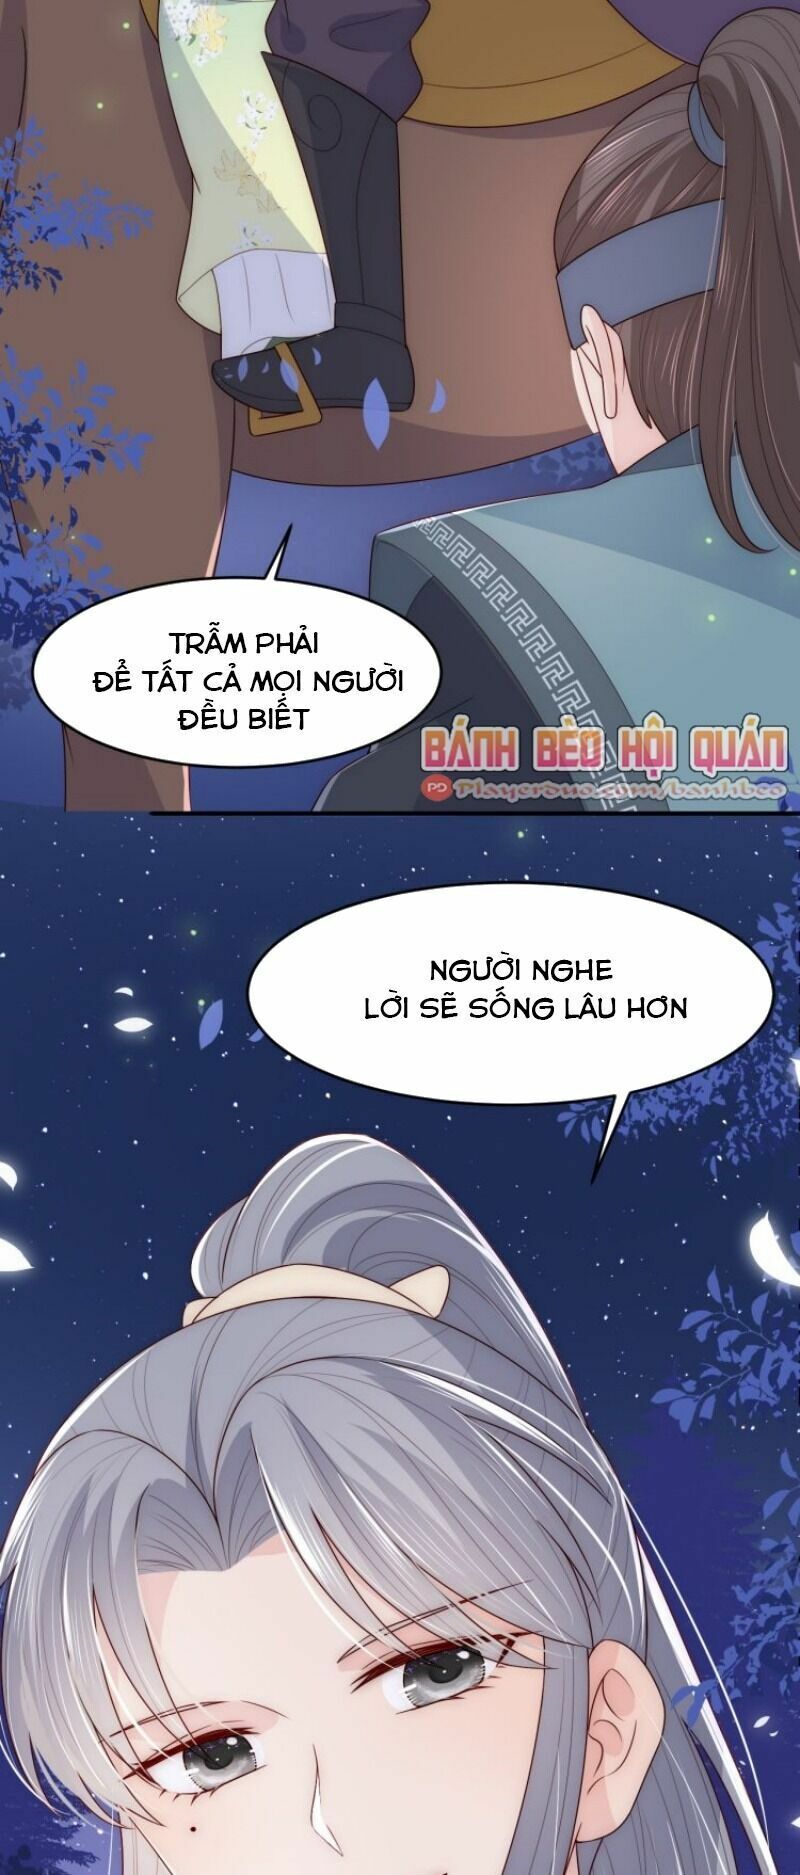 TRẪM PHẢI
ĐỂ TẤT CẢ MỌI NGƯỜI
ĐỀU BIẾT
BÁNH BÈO HỘI QUÁN
PD Playerduo.com/banhbeo
NGƯỜI NGHE
LỜI SẼ SỐNG LÂU HƠN